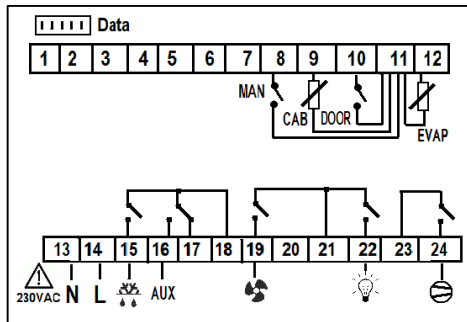 Data
1 2 3 4 5 6 7 8 9 10 11 12
MAN
CAB
DOOR
EVAP
13 14 15 16 17 18 19 20 21 22 23 24
230VAC N L AUX